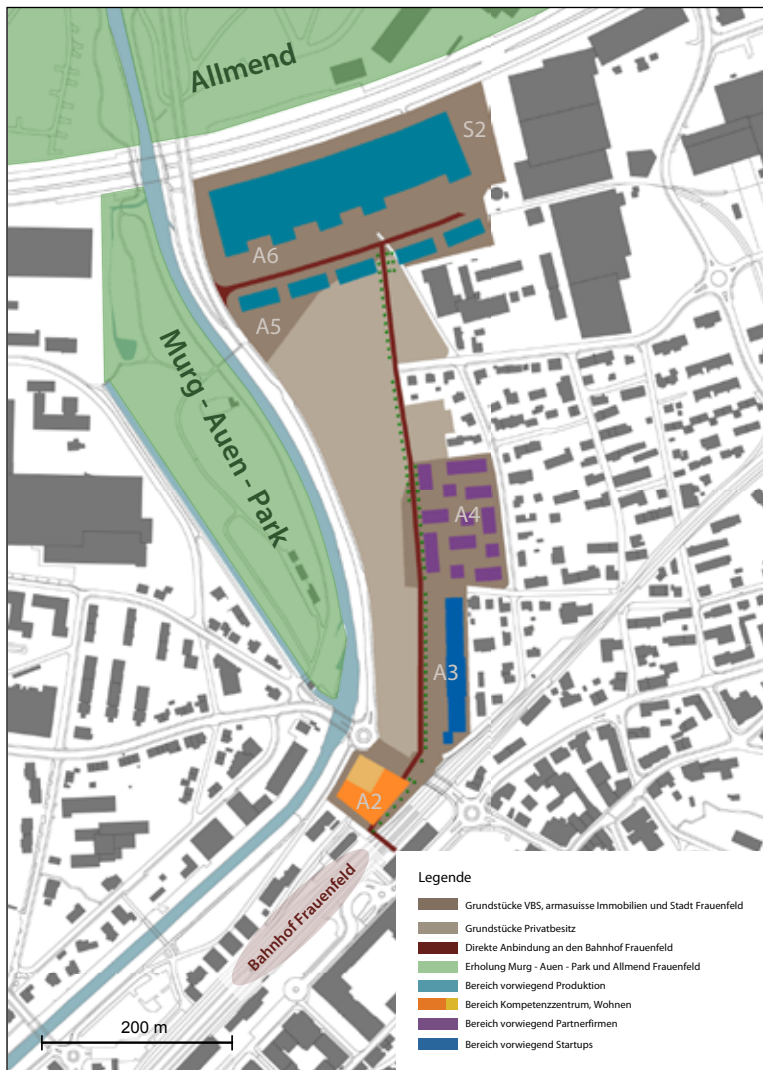 Allmend
S2
A6
A5
Murg - Auen - Park
A4
A3
A2
Bahnhof Frauenfeld
200 m
Legende
Grundstücke VBS, armasuisse Immobilien und Stadt Frauenfeld
Grundstücke Privatbesitz
Direkte Anbindung an den Bahnhof Frauenfeld
Erholung Murg - Auen - Park und Allmend Frauenfeld
Bereich vorwiegend Produktion
Bereich Kompetenzzentrum, Wohnen
Bereich vorwiegend Partnerfirmen
Bereich vorwiegend Startups